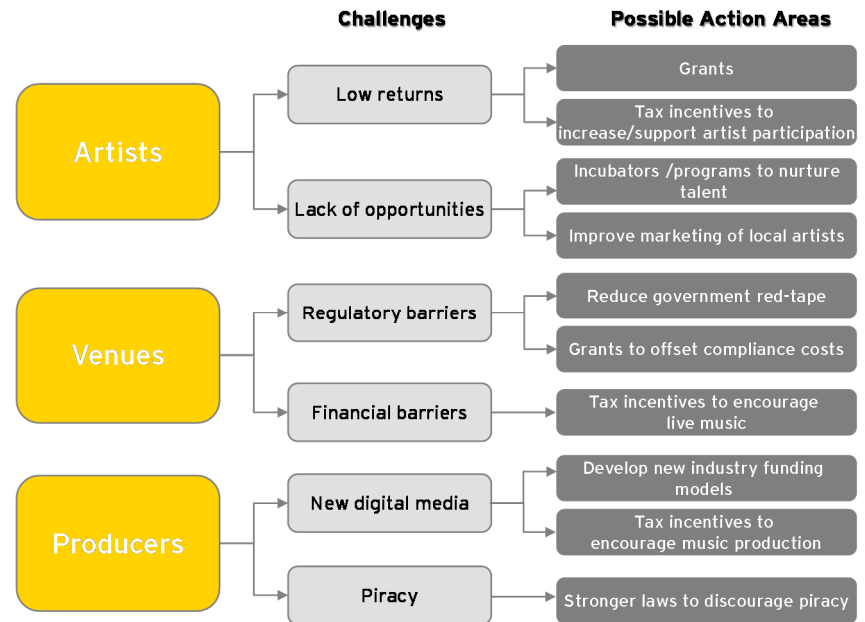 Challenges
Possible Action Areas
Artists
Low returns
Grants
Tax incentives to
increase/support artist participation
Lack of opportunities
Incubators /programs to nurture
talent
Improve marketing of local artists
Venues
Regulatory barriers
Reduce government red-tape
Grants to offset compliance costs
Financial barriers
Tax incentives to encourage
live music
Producers
New digital media
Develop new industry funding
models
Tax incentives to
encourage music production
Piracy
Stronger laws to discourage piracy